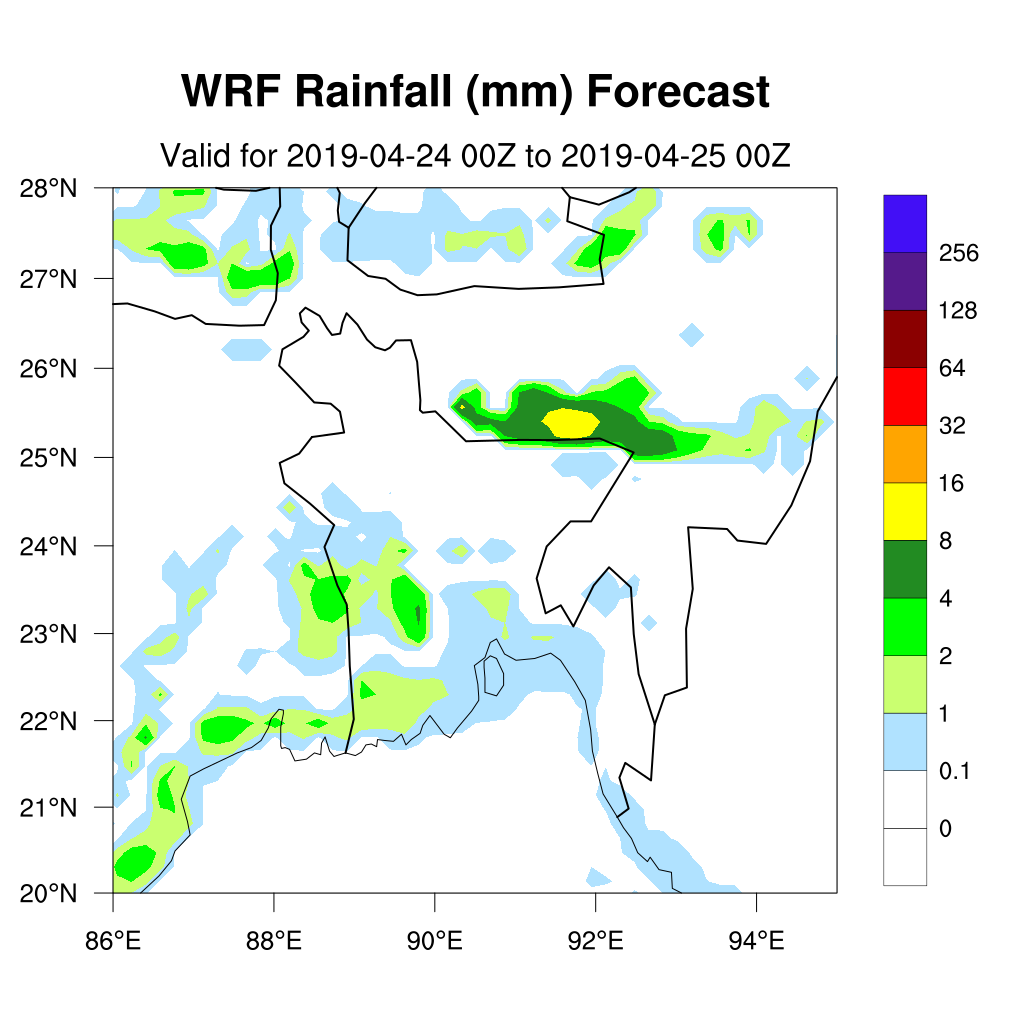 WRF Rainfall (mm) Forecast
Valid for 2019-04-24 00Z to 2019-04-25 00Z
28°N
27°N
26°N
25°N
24°N
23°N
22°N
21°N
20°N
86°E
88°E
90°E
92°E
94°E
256
128
64
32
16
8
4
2
1
0.1
0